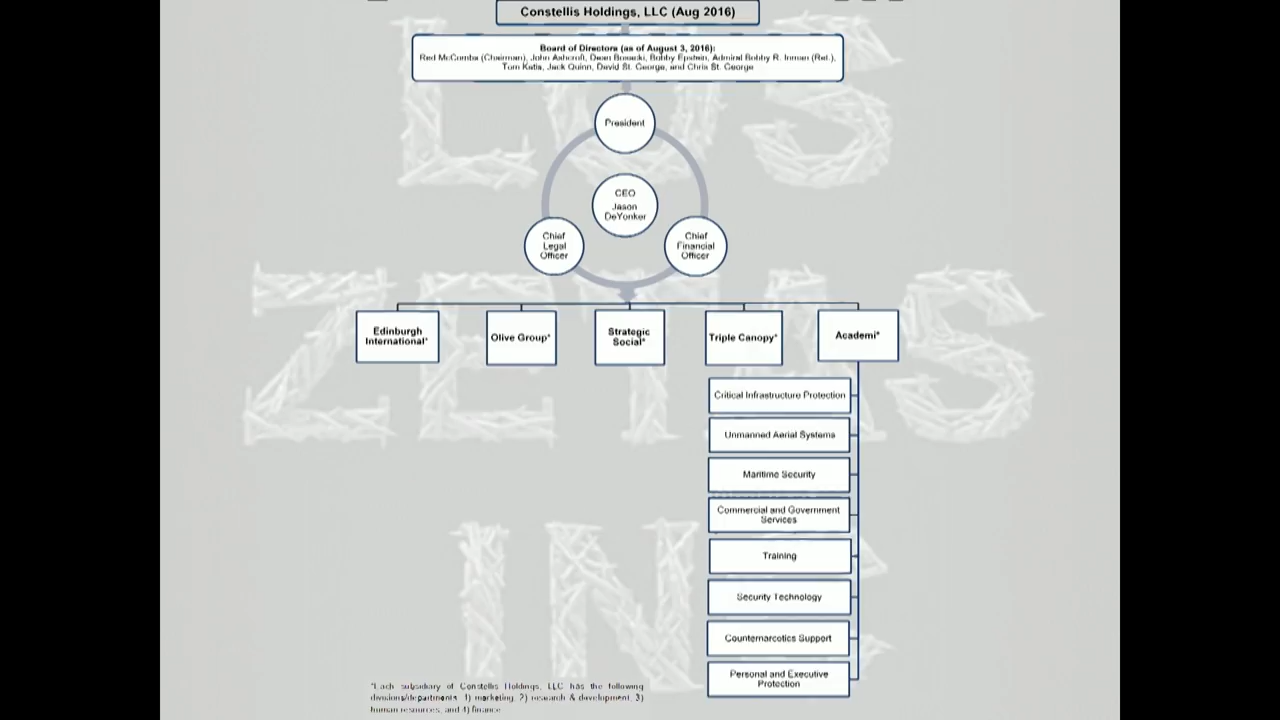 Constellis Holdings, LLC (Aug 2016)
Board of Directors (as of August 3, 2016):
Red McCombs (Chairman), John Ashcroft, Dean Bosacki, Bobby Epstein, Admiral Bobby R. Inman (Ret.),
Tom Katis, Jack Quinn, David St. George, and Chris St. George
President
CEO
Jason
DeYonker
Chief
Legal
Officer
Chief
Financial
Officer
Edinburgh
International*
Olive Group*
Strategic
Social*
Triple Canopy*
Academi*
Critical Infrastructure Protection
Unmanned Aerial Systems
Maritime Security
Commercial and Government
Services
Training
Security Technology
Counternarcotics Support
Personal and Executive
Protection
*Each subsidiary of Constellis Holdings, LLC has the following
divisions/departments 1) marketing, 2) research & development, 3)
human resources, and 4) finance
LOS
ZETAS